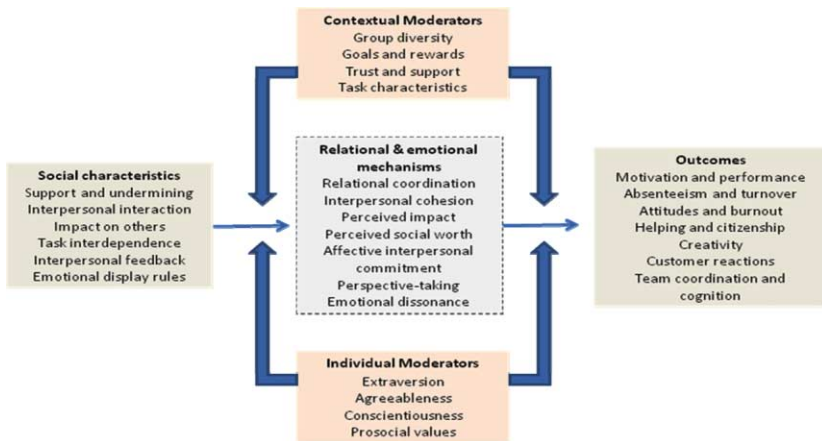 Contextual Moderators
Group diversity
Goals and rewards
Trust and support
Task characteristics
Social characteristics
Support and undermining
Interpersonal interaction
Impact on others
Task interdependence
Interpersonal feedback
Emotional display rules
Relational & emotional
mechanisms
Relational coordination
Interpersonal cohesion
Perceived impact
Perceived social worth
Affective interpersonal
commitment
Perspective-taking
Emotional dissonance
Outcomes
Motivation and performance
Absenteeism and turnover
Attitudes and burnout
Helping and citizenship
Creativity
Customer reactions
Team coordination and
cognition
Individual Moderators
Extraversion
Agreeableness
Conscientiousness
Prosocial values